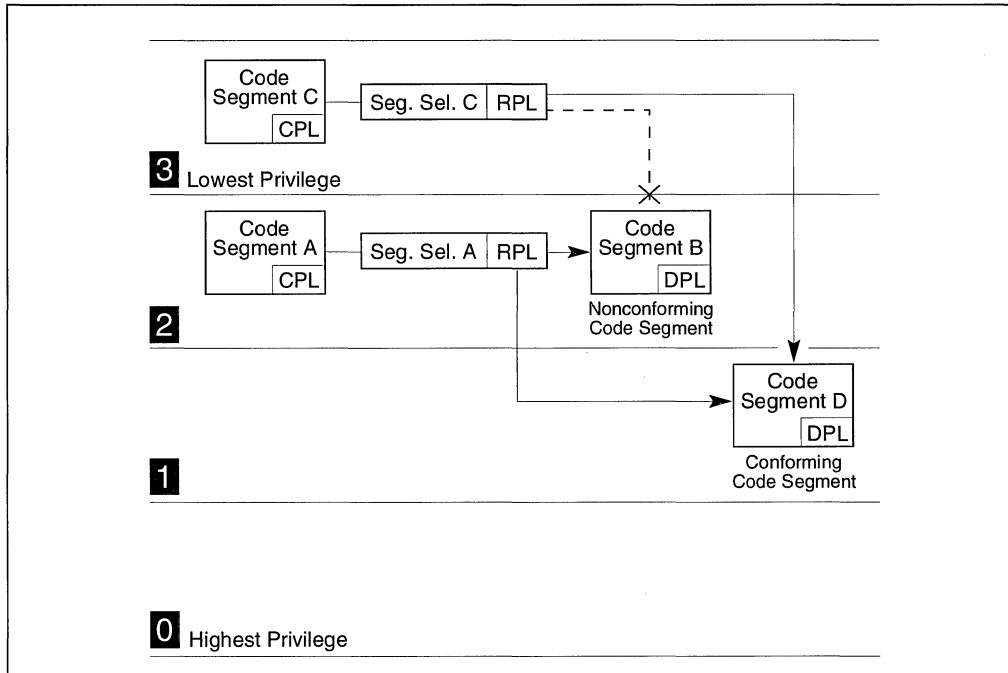 Code
Segment C
CPL
Seg. Sel. C RPL
3 Lowest Privilege
Code
Segment A
CPL
Seg. Sel. A RPL
Code
Segment B
DPL
Nonconforming
Code Segment
2
Code
Segment D
DPL
Conforming
Code Segment
1
0 Highest Privilege